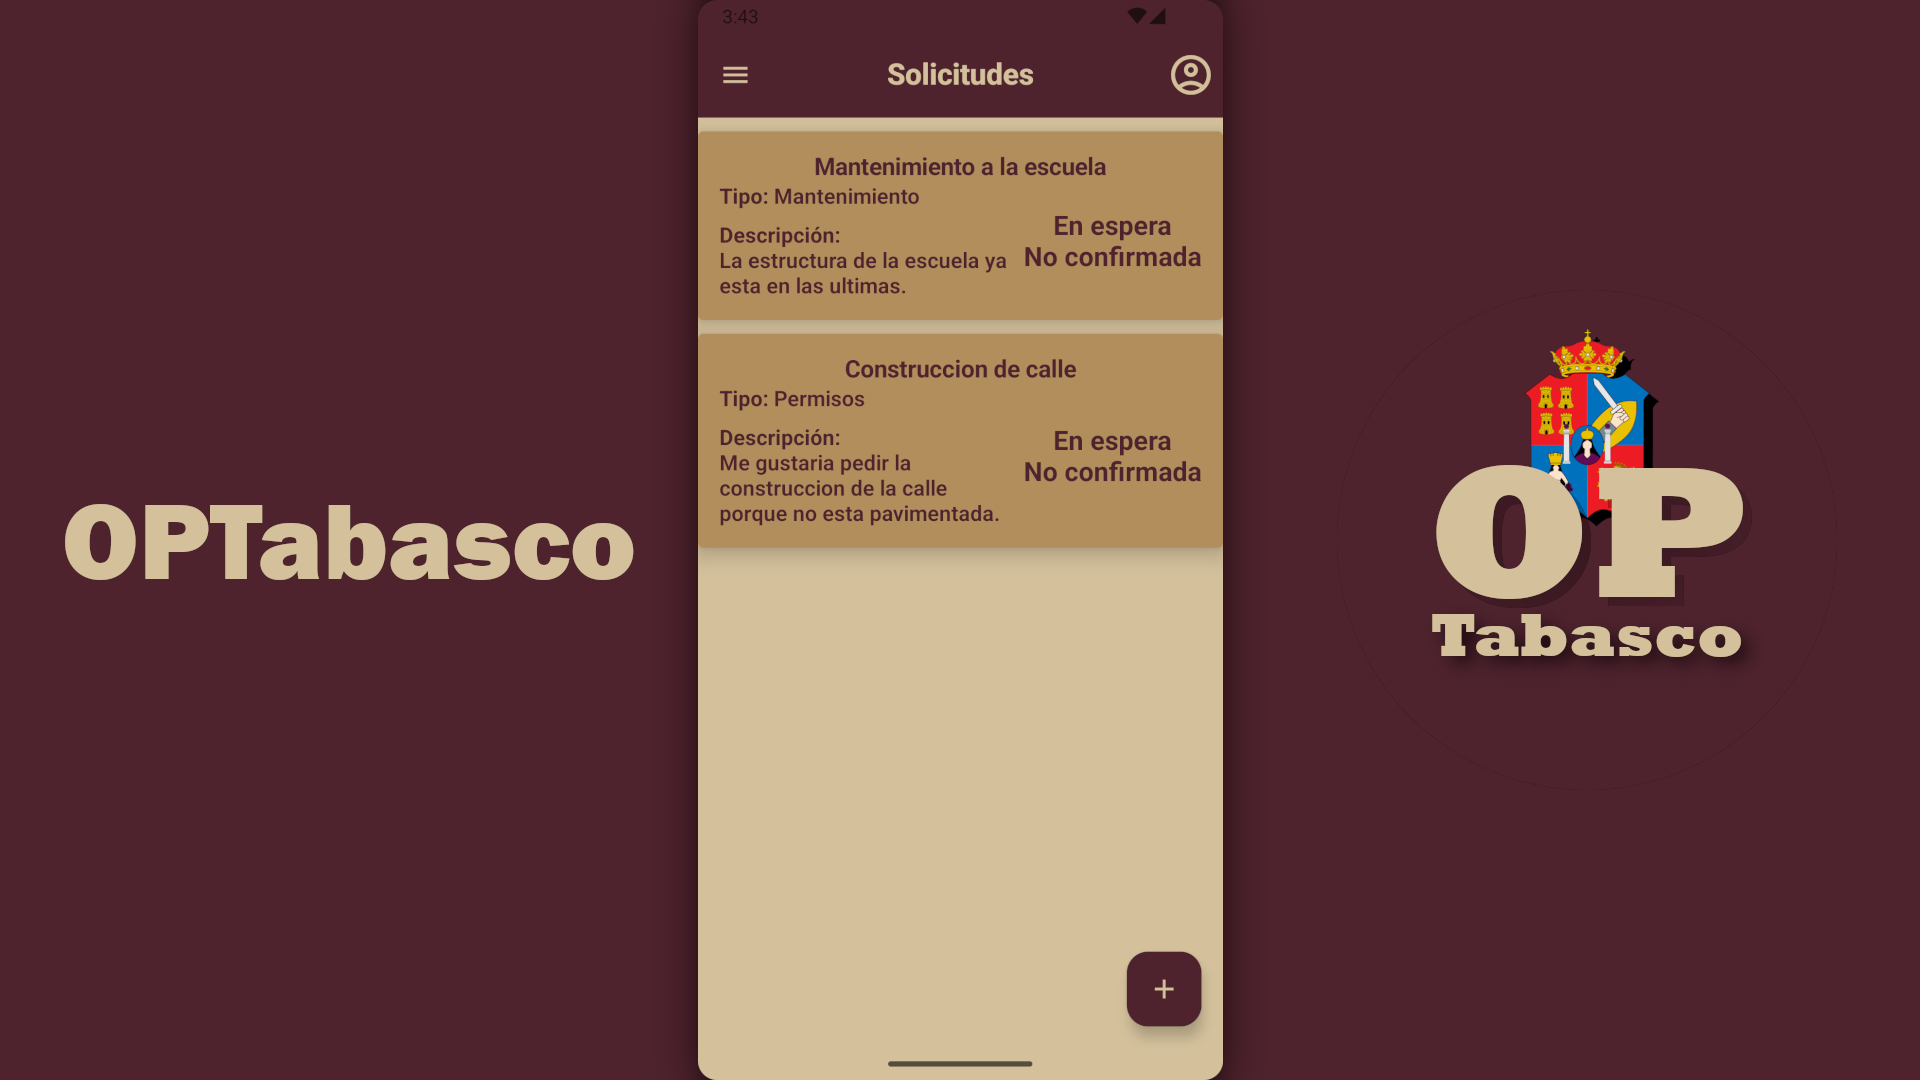 OPTabasco
3:43
Solicitudes
Mantenimiento a la escuela
Tipo: Mantenimiento
Descripción:
La estructura de la escuela ya
esta en las ultimas.
En espera
No confirmada
Construccion de calle
Tipo: Permisos
Descripción:
Me gustaria pedir la
construccion de la calle
porque no esta pavimentada.
En espera
No confirmada
OP
Tabasco